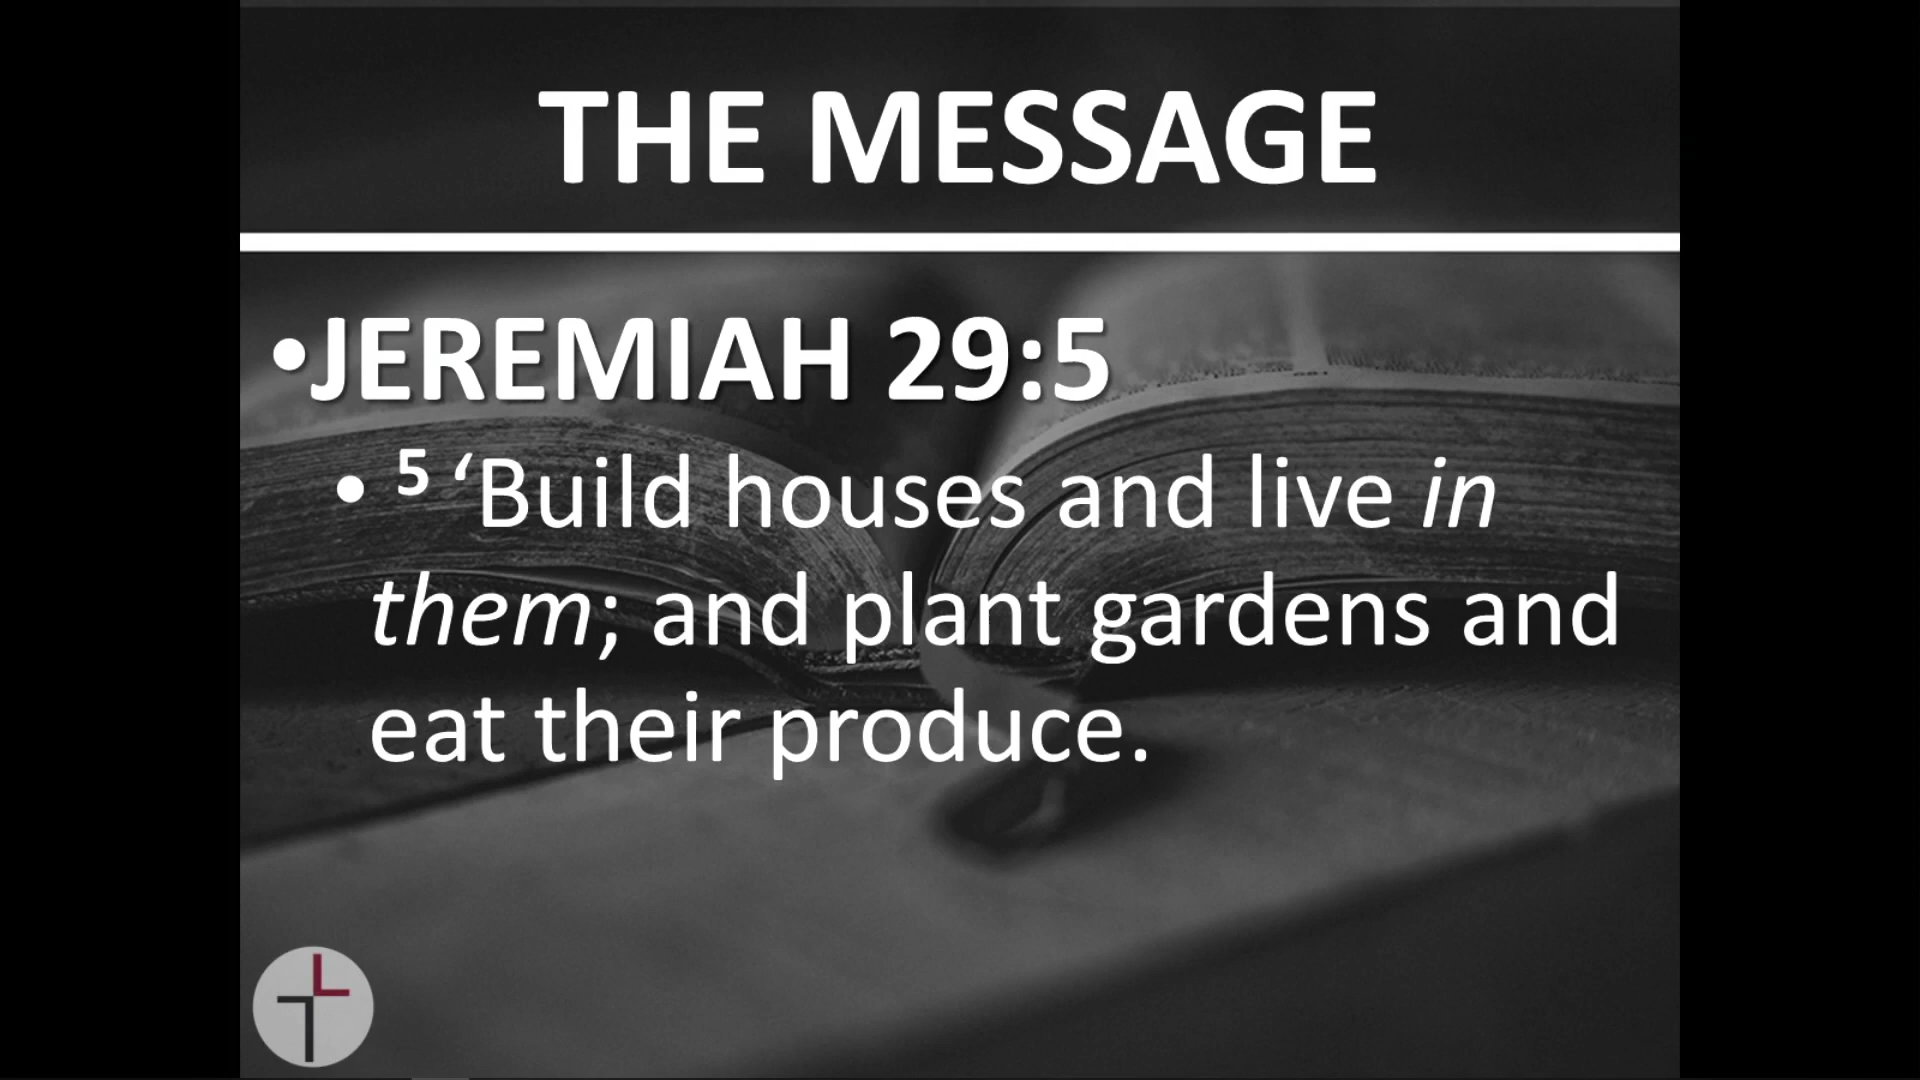 THE MESSAGE
•JEREMIAH 29:5
• 5 ‘Build houses and live in
them; and plant gardens and
eat their produce.